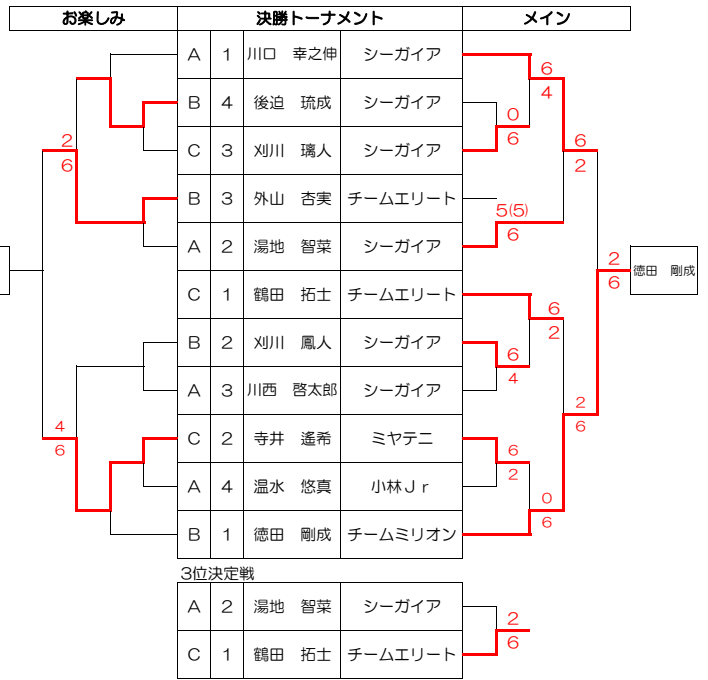 お楽しみ 決勝トーナメント メイン
A 1 川口 幸之伸 シーガイア
6
4
B 4 後迫 琉成 シーガイア
0
6
C 3 刈川 璃人 シーガイア
2
6
6
2
B 3 外山 杏実 チームエリート
5(5)
6
A 2 湯地 智菜 シーガイア
2
6
徳田 剛成
C 1 鶴田 拓士 チームエリート
6
2
B 2 刈川 鳳人 シーガイア
6
4
A 3 川西 啓太郎 シーガイア
2
6
4
6
C 2 寺井 遙希 ミヤテニ
6
2
A 4 温水 悠真 小林Jr
0
6
B 1 徳田 剛成 チームミリオン
3位決定戦
A 2 湯地 智菜 シーガイア
2
6
C 1 鶴田 拓士 チームエリート